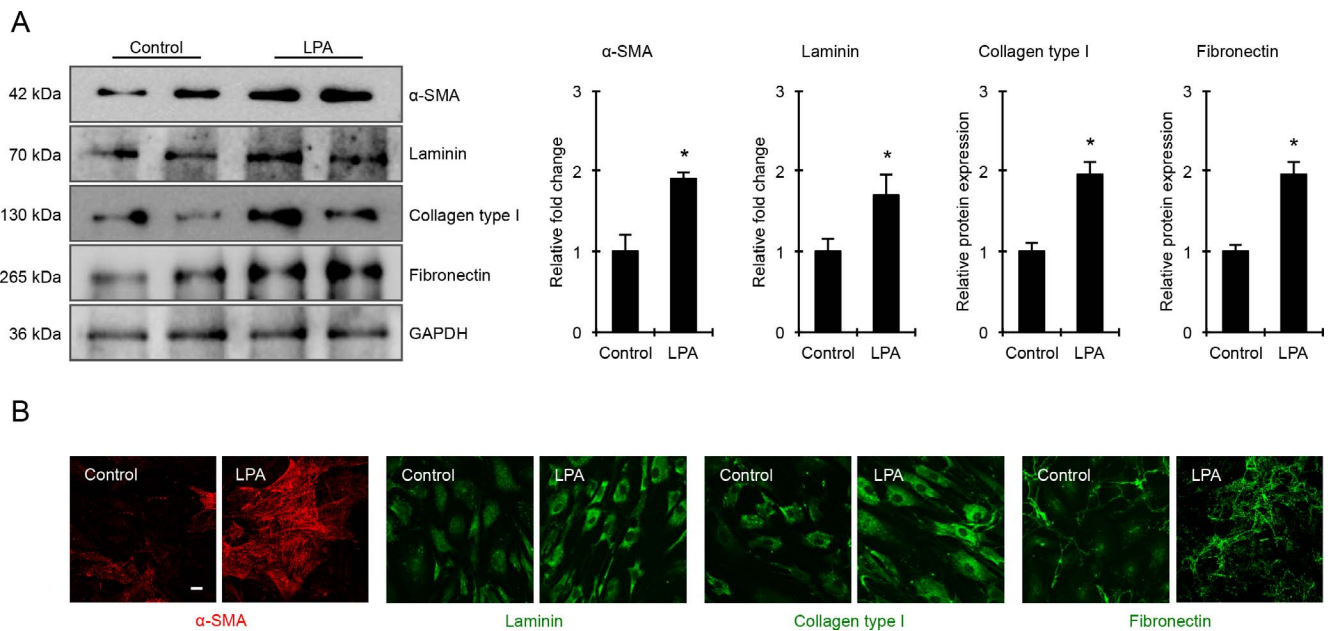 A
Control LPA
42 kDa α-SMA
70 kDa Laminin
130 kDa Collagen type I
265 kDa Fibronectin
36 kDa GAPDH
α-SMA
Relative fold change
3
2
1
0
*
Control LPA
Laminin
Relative fold change
3
2
1
0
*
Control LPA
Collagen type I
Relative protein expression
3
2
1
0
*
Control LPA
Fibronectin
Relative protein expression
3
2
1
0
*
Control LPA
B
Control LPA
α-SMA
Control LPA
Laminin
Control LPA
Collagen type I
Control LPA
Fibronectin